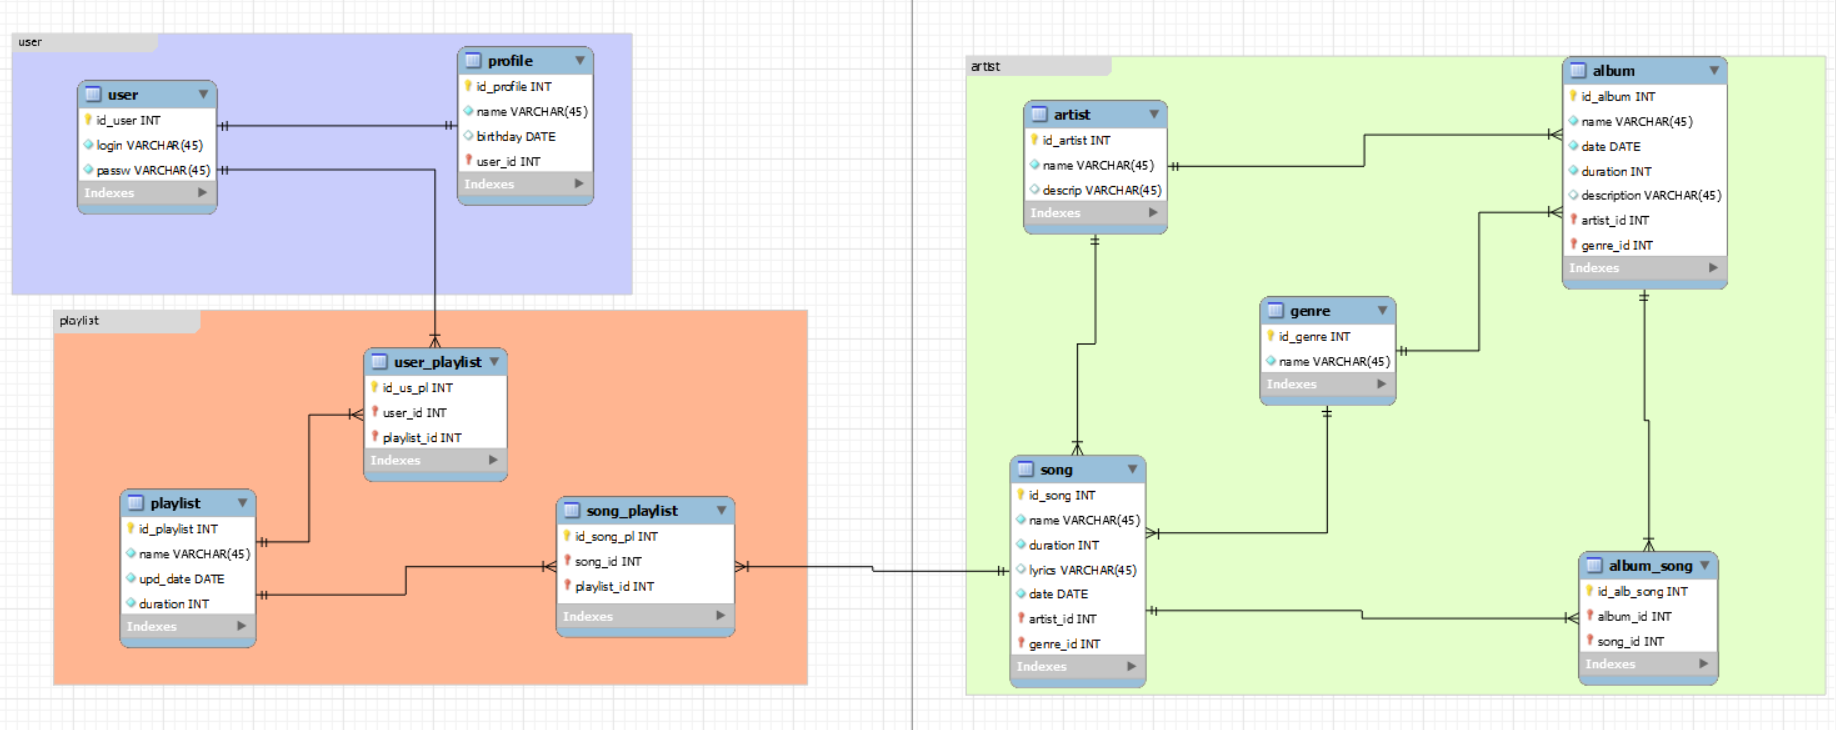 user
user
id_user INT
login VARCHAR(45)
passw VARCHAR(45)
Indexes
profile
id_profile INT
name VARCHAR(45)
birthday DATE
user_id INT
Indexes
playlist
user_playlist
id_us_pl INT
user_id INT
playlist_id INT
Indexes
playlist
id_playlist INT
name VARCHAR(45)
upd_date DATE
duration INT
Indexes
song_playlist
id_song_pl INT
song_id INT
playlist_id INT
Indexes
artist
artist
id_artist INT
name VARCHAR(45)
descrip VARCHAR(45)
Indexes
album
id_album INT
name VARCHAR(45)
date DATE
duration INT
description VARCHAR(45)
artist_id INT
genre_id INT
Indexes
genre
id_genre INT
name VARCHAR(45)
Indexes
song
id_song INT
name VARCHAR(45)
duration INT
lyrics VARCHAR(45)
date DATE
artist_id INT
genre_id INT
Indexes
album_song
id_alb_song INT
album_id INT
song_id INT
Indexes